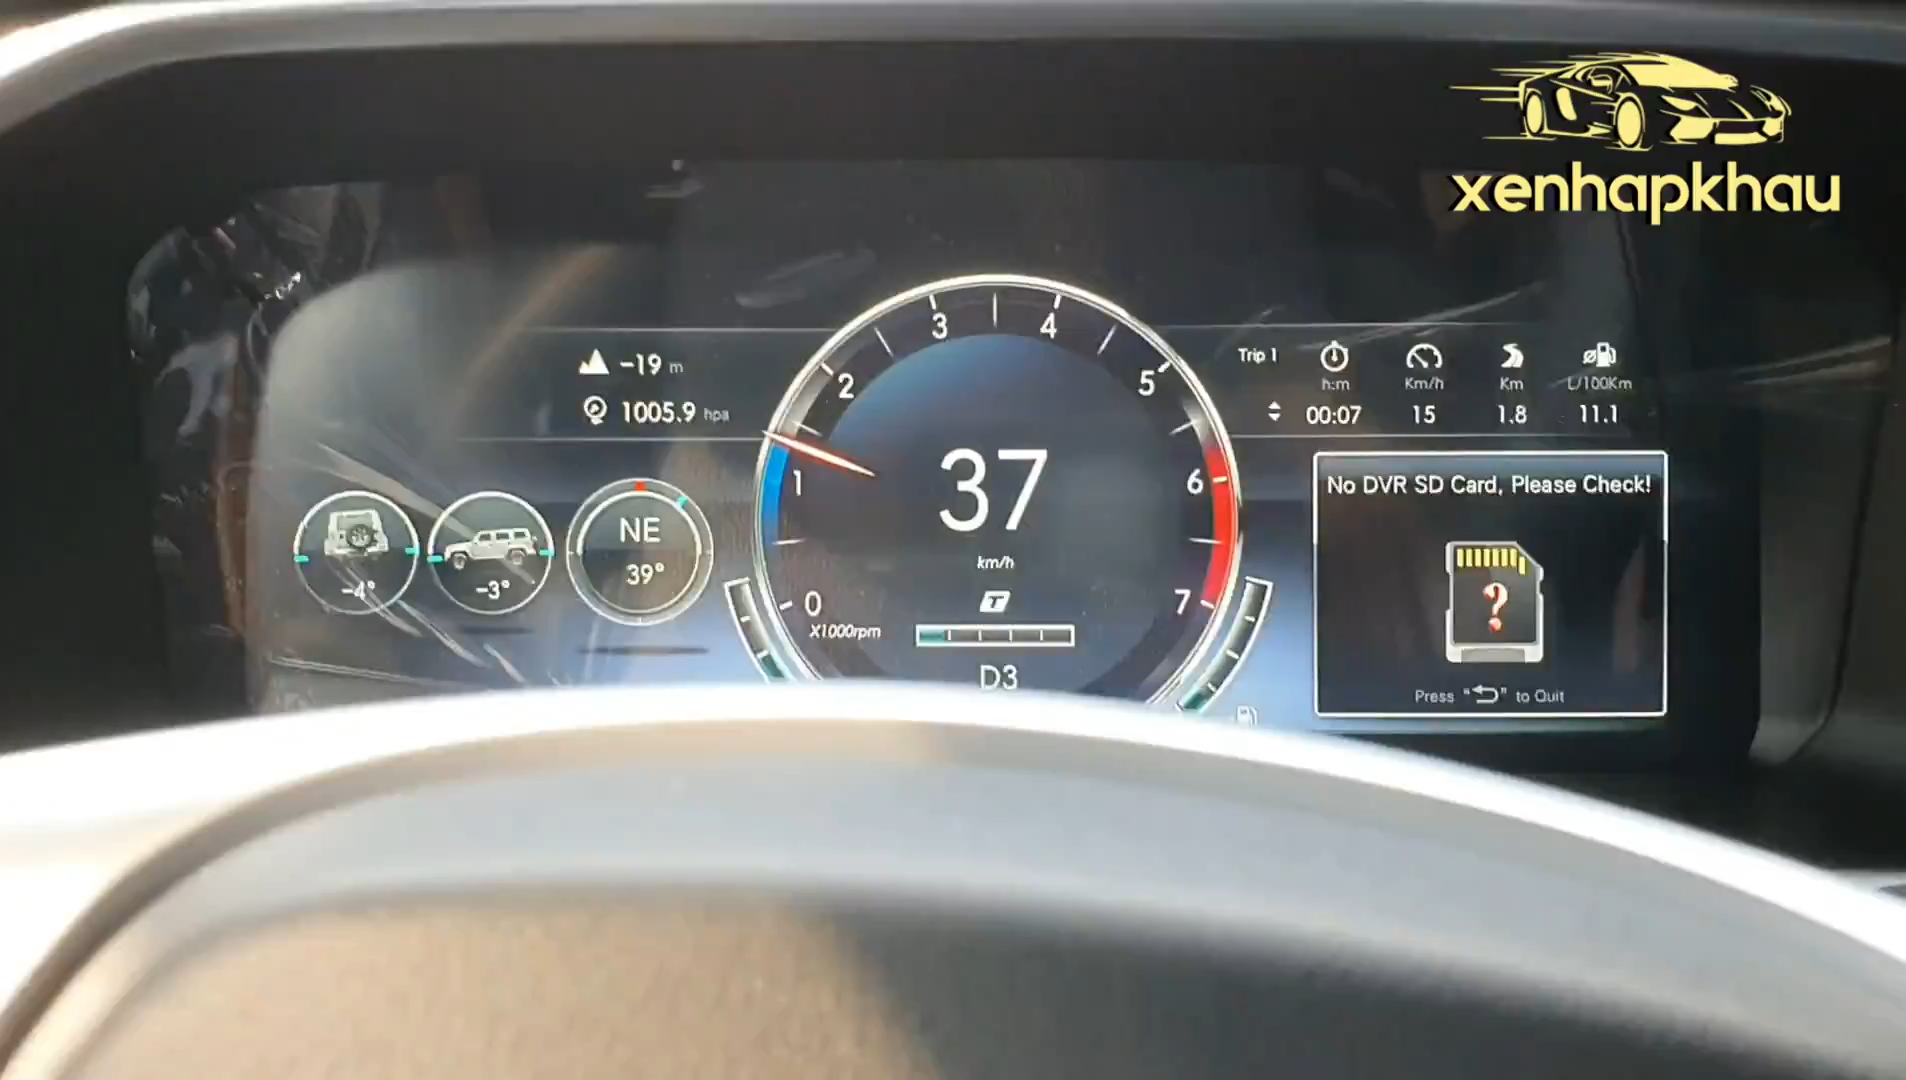 xenhapkhau
-19 m
1005.9 hpa
-4°
-3°
NE
39°
0
1
2
3
4
5
6
7
X1000rpm
37
km/h
T
D3
Trip 1
h:m Km/h Km L/100Km
00:07 15 1.8 11.1
No DVR SD Card, Please Check!
?
Press "⮌" to Quit